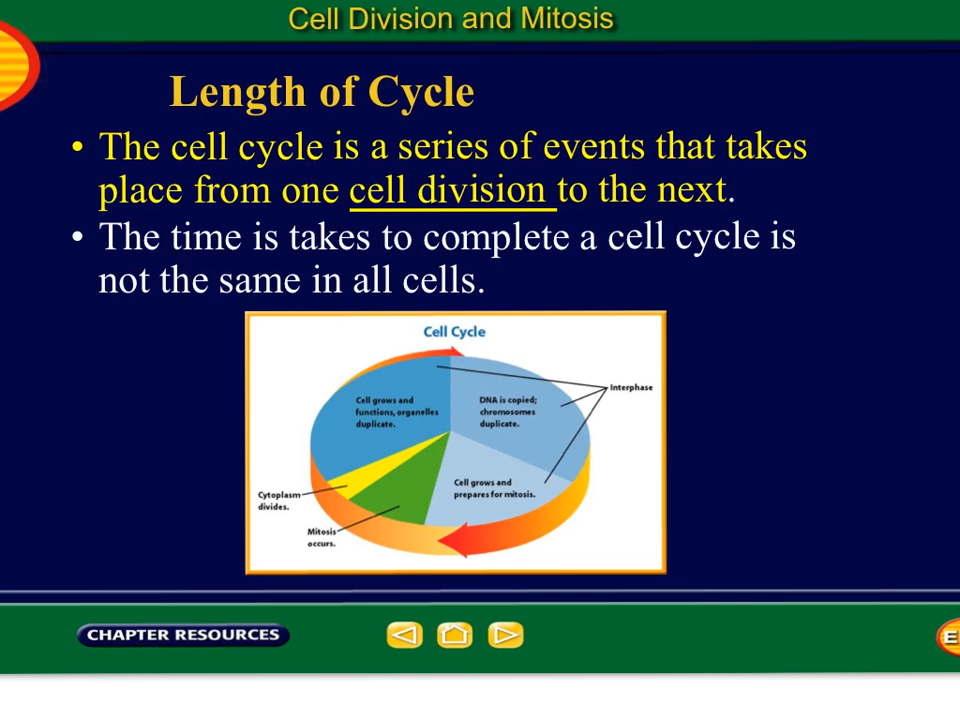 Cell Division and Mitosis
Length of Cycle
• The cell cycle is a series of events that takes
place from one cell division to the next.
• The time is takes to complete a cell cycle is
not the same in all cells.
Cell Cycle
Interphase
Cell grows and
functions, organelles
duplicate.
DNA is copied;
chromosomes
duplicate.
Cell grows and
prepares for mitosis.
Cytoplasm
divides.
Mitosis
occurs.
CHAPTER RESOURCES